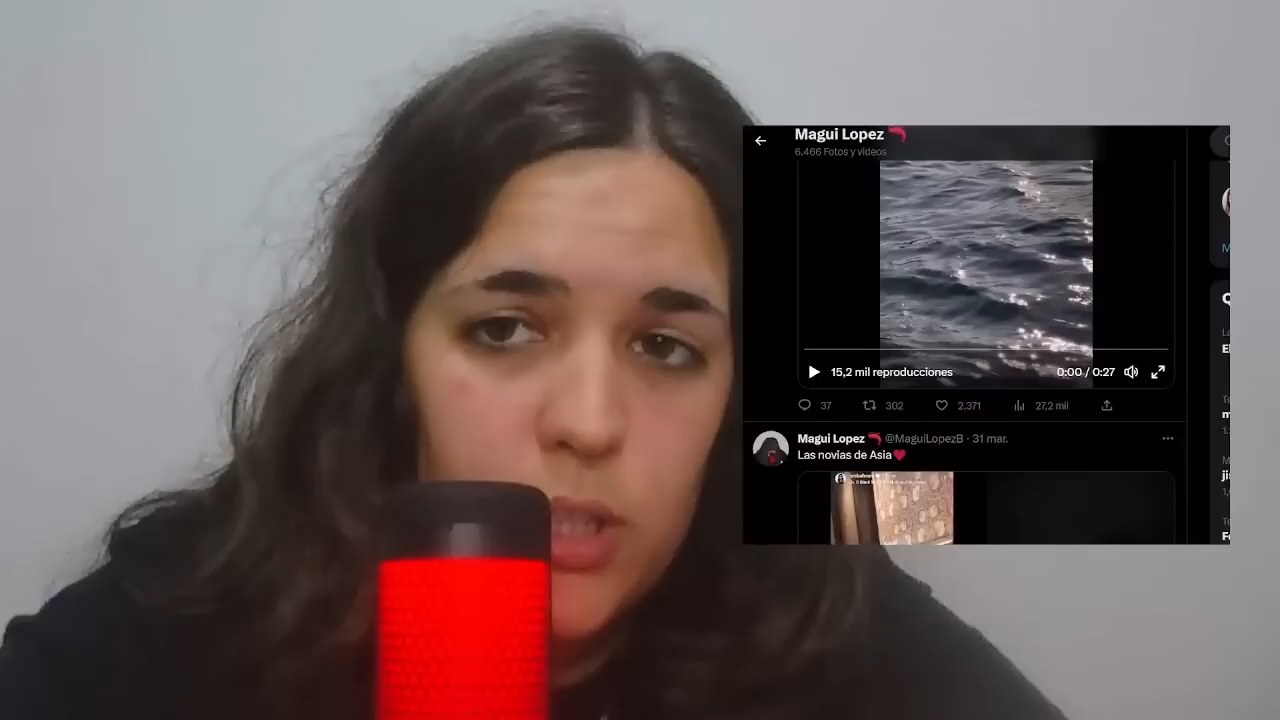 Magui Lopez
6.466 Fotos y videos
15,2 mil reproducciones
0:00 / 0:27
37
302
2.371
27,2 mil
Magui Lopez @MaguiLopezB · 31 mar.
Las novias de Asia